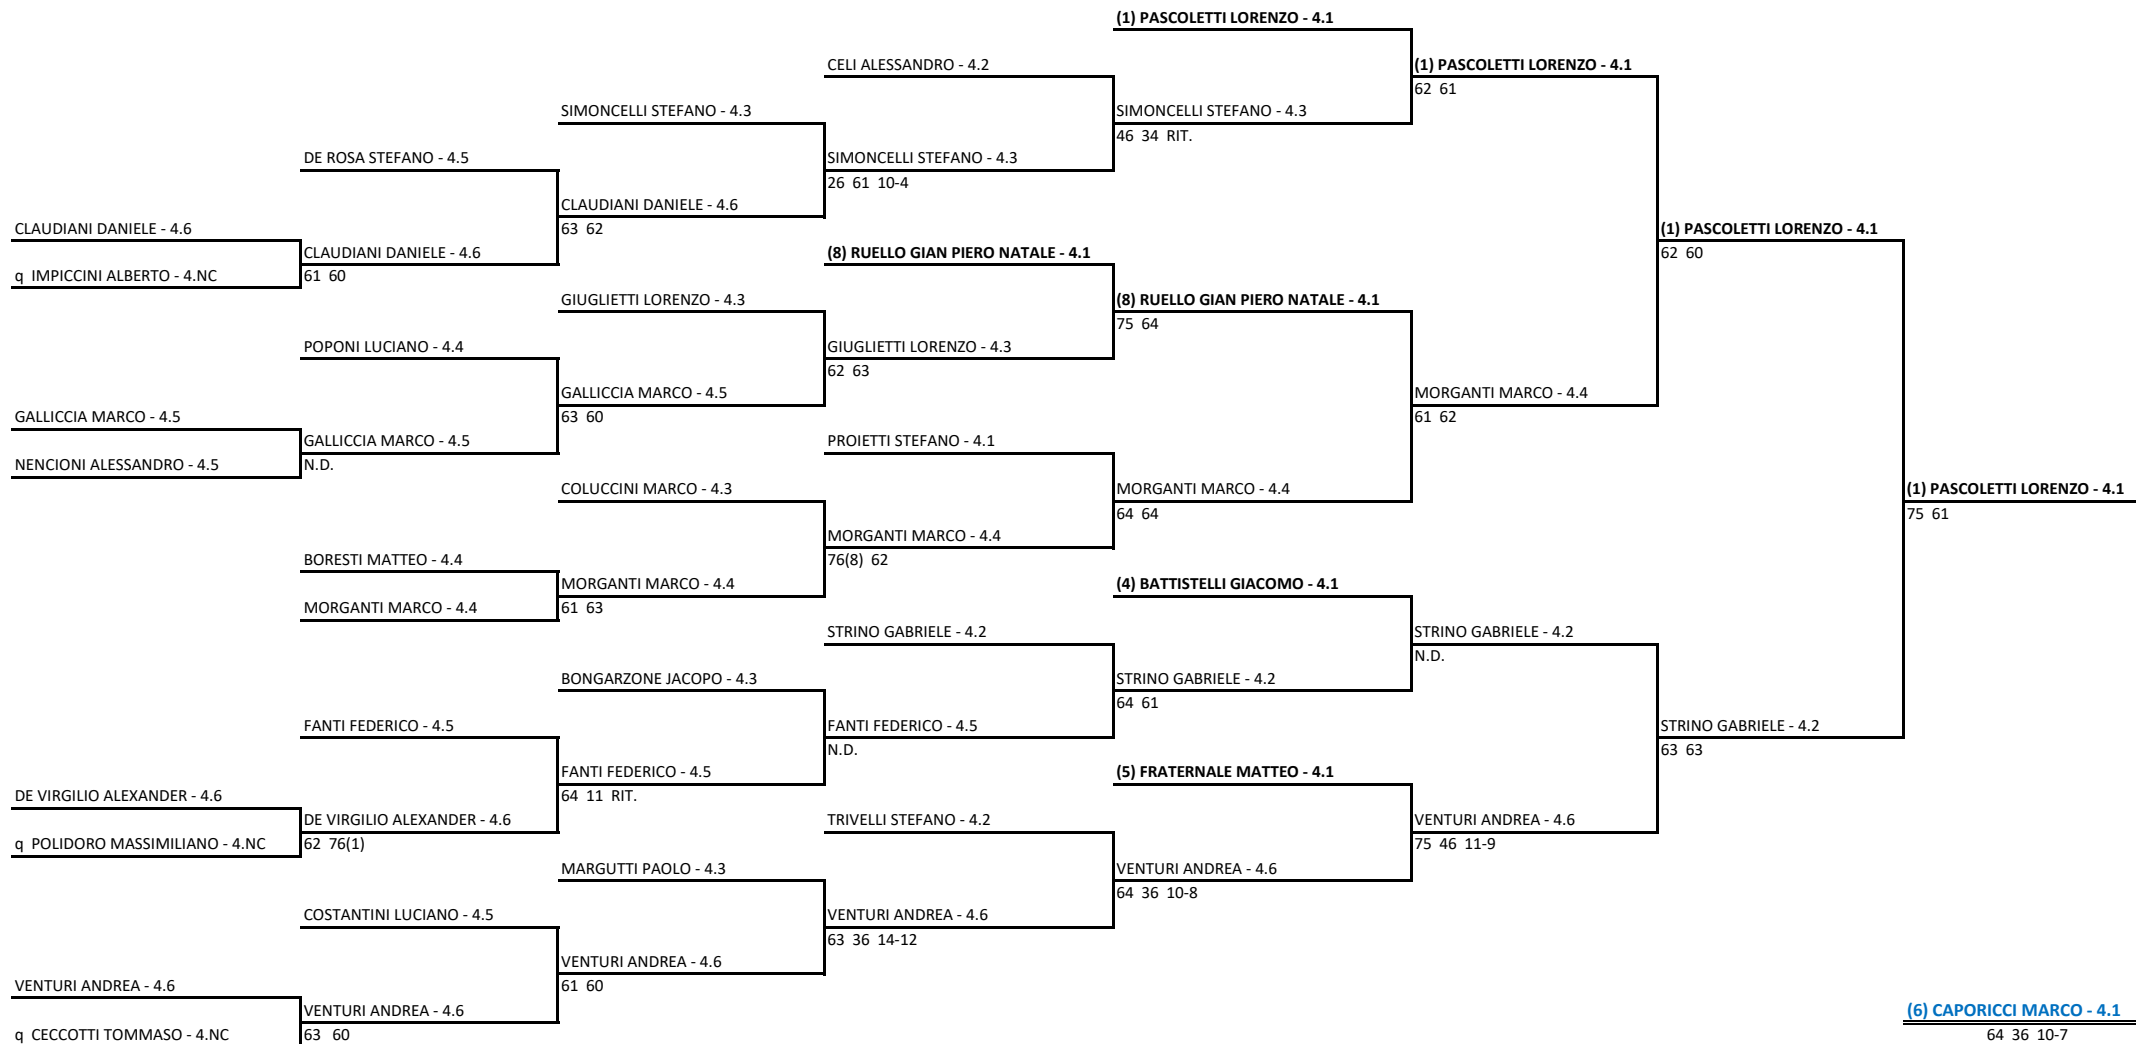 (1) PASCOLETTI LORENZO - 4.1
CELI ALESSANDRO - 4.2
(1) PASCOLETTI LORENZO - 4.1
62 61
SIMONCELLI STEFANO - 4.3
SIMONCELLI STEFANO - 4.3
46 34 RIT.
DE ROSA STEFANO - 4.5
SIMONCELLI STEFANO - 4.3
26 61 10-4
CLAUDIANI DANIELE - 4.6
63 62
CLAUDIANI DANIELE - 4.6
(1) PASCOLETTI LORENZO - 4.1
62 60
CLAUDIANI DANIELE - 4.6
(8) RUELLO GIAN PIERO NATALE - 4.1
q IMPICCINI ALBERTO - 4.NC
61 60
GIUGLIETTI LORENZO - 4.3
(8) RUELLO GIAN PIERO NATALE - 4.1
75 64
POPONI LUCIANO - 4.4
GIUGLIETTI LORENZO - 4.3
62 63
GALLICCIA MARCO - 4.5
MORGANTI MARCO - 4.4
63 60
61 62
GALLICCIA MARCO - 4.5
GALLICCIA MARCO - 4.5
PROIETTI STEFANO - 4.1
NENCIONI ALESSANDRO - 4.5
N.D.
COLUCCINI MARCO - 4.3
MORGANTI MARCO - 4.4
(1) PASCOLETTI LORENZO - 4.1
64 64
75 61
MORGANTI MARCO - 4.4
76(8) 62
BORESTI MATTEO - 4.4
MORGANTI MARCO - 4.4
(4) BATTISTELLI GIACOMO - 4.1
MORGANTI MARCO - 4.4
61 63
STRINO GABRIELE - 4.2
STRINO GABRIELE - 4.2
N.D.
BONGARZONE JACOPO - 4.3
STRINO GABRIELE - 4.2
64 61
FANTI FEDERICO - 4.5
FANTI FEDERICO - 4.5
STRINO GABRIELE - 4.2
N.D.
63 63
FANTI FEDERICO - 4.5
(5) FRATERNALE MATTEO - 4.1
DE VIRGILIO ALEXANDER - 4.6
64 11 RIT.
DE VIRGILIO ALEXANDER - 4.6
TRIVELLI STEFANO - 4.2
VENTURI ANDREA - 4.6
q POLIDORO MASSIMILIANO - 4.NC
62 76(1)
75 46 11-9
MARGUTTI PAOLO - 4.3
VENTURI ANDREA - 4.6
64 36 10-8
COSTANTINI LUCIANO - 4.5
VENTURI ANDREA - 4.6
63 36 14-12
VENTURI ANDREA - 4.6
VENTURI ANDREA - 4.6
61 60
VENTURI ANDREA - 4.6
(6) CAPORICCI MARCO - 4.1
q CECCOTTI TOMMASO - 4.NC
63 60
64 36 10-7